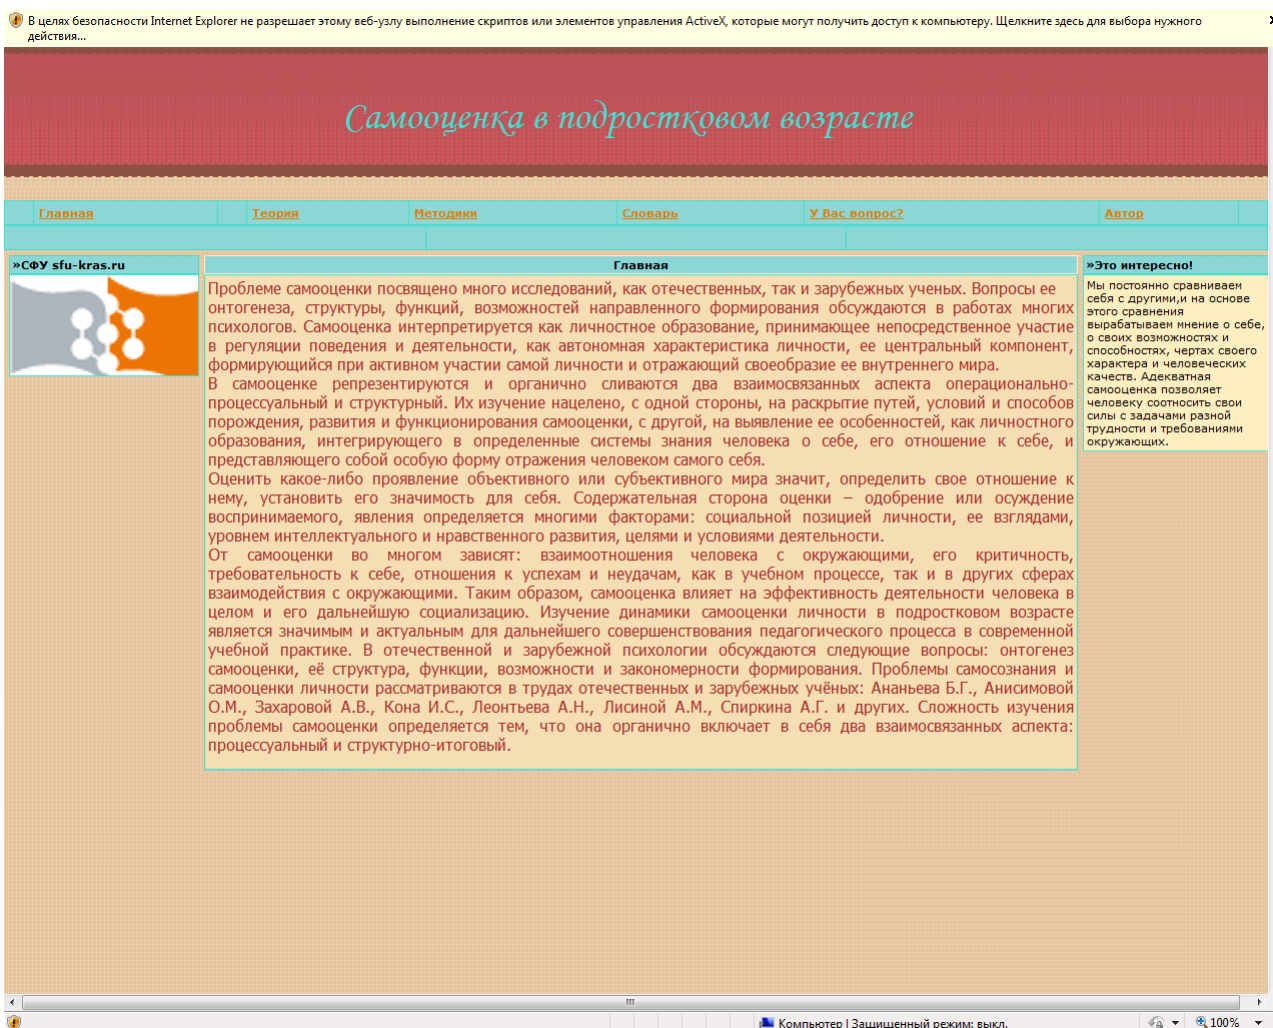 В целях безопасности Internet Explorer не разрешает этому веб-узлу выполнение скриптов или элементов управления ActiveX, которые могут получить доступ к компьютеру. Щелкните здесь для выбора нужного
действия...
Самооценка в подростковом возрасте
Главная Теория Методики Словарь У Вас вопрос? Автор
»СФУ sfu-kras.ru
Главная
Проблеме самооценки посвящено много исследований, как отечественных, так и зарубежных ученых. Вопросы ее
онтогенеза, структуры, функций, возможностей направленного формирования обсуждаются в работах многих
психологов. Самооценка интерпретируется как личностное образование, принимающее непосредственное участие
в регуляции поведения и деятельности, как автономная характеристика личности, ее центральный компонент,
формирующийся при активном участии самой личности и отражающий своеобразие ее внутреннего мира.
В самооценке репрезентируются и органично сливаются два взаимосвязанных аспекта операционально-
процессуальный и структурный. Их изучение нацелено, с одной стороны, на раскрытие путей, условий и способов
порождения, развития и функционирования самооценки, с другой, на выявление ее особенностей, как личностного
образования, интегрирующего в определенные системы знания человека о себе, его отношение к себе, и
представляющего собой особую форму отражения человеком самого себя.
Оценить какое-либо проявление объективного или субъективного мира значит, определить свое отношение к
нему, установить его значимость для себя. Содержательная сторона оценки – одобрение или осуждение
воспринимаемого, явления определяется многими факторами: социальной позицией личности, ее взглядами,
уровнем интеллектуального и нравственного развития, целями и условиями деятельности.
От самооценки во многом зависят: взаимоотношения человека с окружающими, его критичность,
требовательность к себе, отношения к успехам и неудачам, как в учебном процессе, так и в других сферах
взаимодействия с окружающими. Таким образом, самооценка влияет на эффективность деятельности человека в
целом и его дальнейшую социализацию. Изучение динамики самооценки личности в подростковом возрасте
является значимым и актуальным для дальнейшего совершенствования педагогического процесса в современной
учебной практике. В отечественной и зарубежной психологии обсуждаются следующие вопросы: онтогенез
самооценки, её структура, функции, возможности и закономерности формирования. Проблемы самосознания и
самооценки личности рассматриваются в трудах отечественных и зарубежных учёных: Ананьева Б.Г., Анисимовой
О.М., Захаровой А.В., Кона И.С., Леонтьева А.Н., Лисиной А.М., Спиркина А.Г. и других. Сложность изучения
проблемы самооценки определяется тем, что она органично включает в себя два взаимосвязанных аспекта:
процессуальный и структурно-итоговый.
»Это интересно!
Мы постоянно сравниваем
себя с другими,и на основе
этого сравнения
вырабатываем мнение о себе,
о своих возможностях и
способностях, чертах своего
характера и человеческих
качеств. Адекватная
самооценка позволяет
человеку соотносить свои
силы с задачами разной
трудности и требованиями
окружающих.
Компьютер | Защищенный режим: выкл.
100%